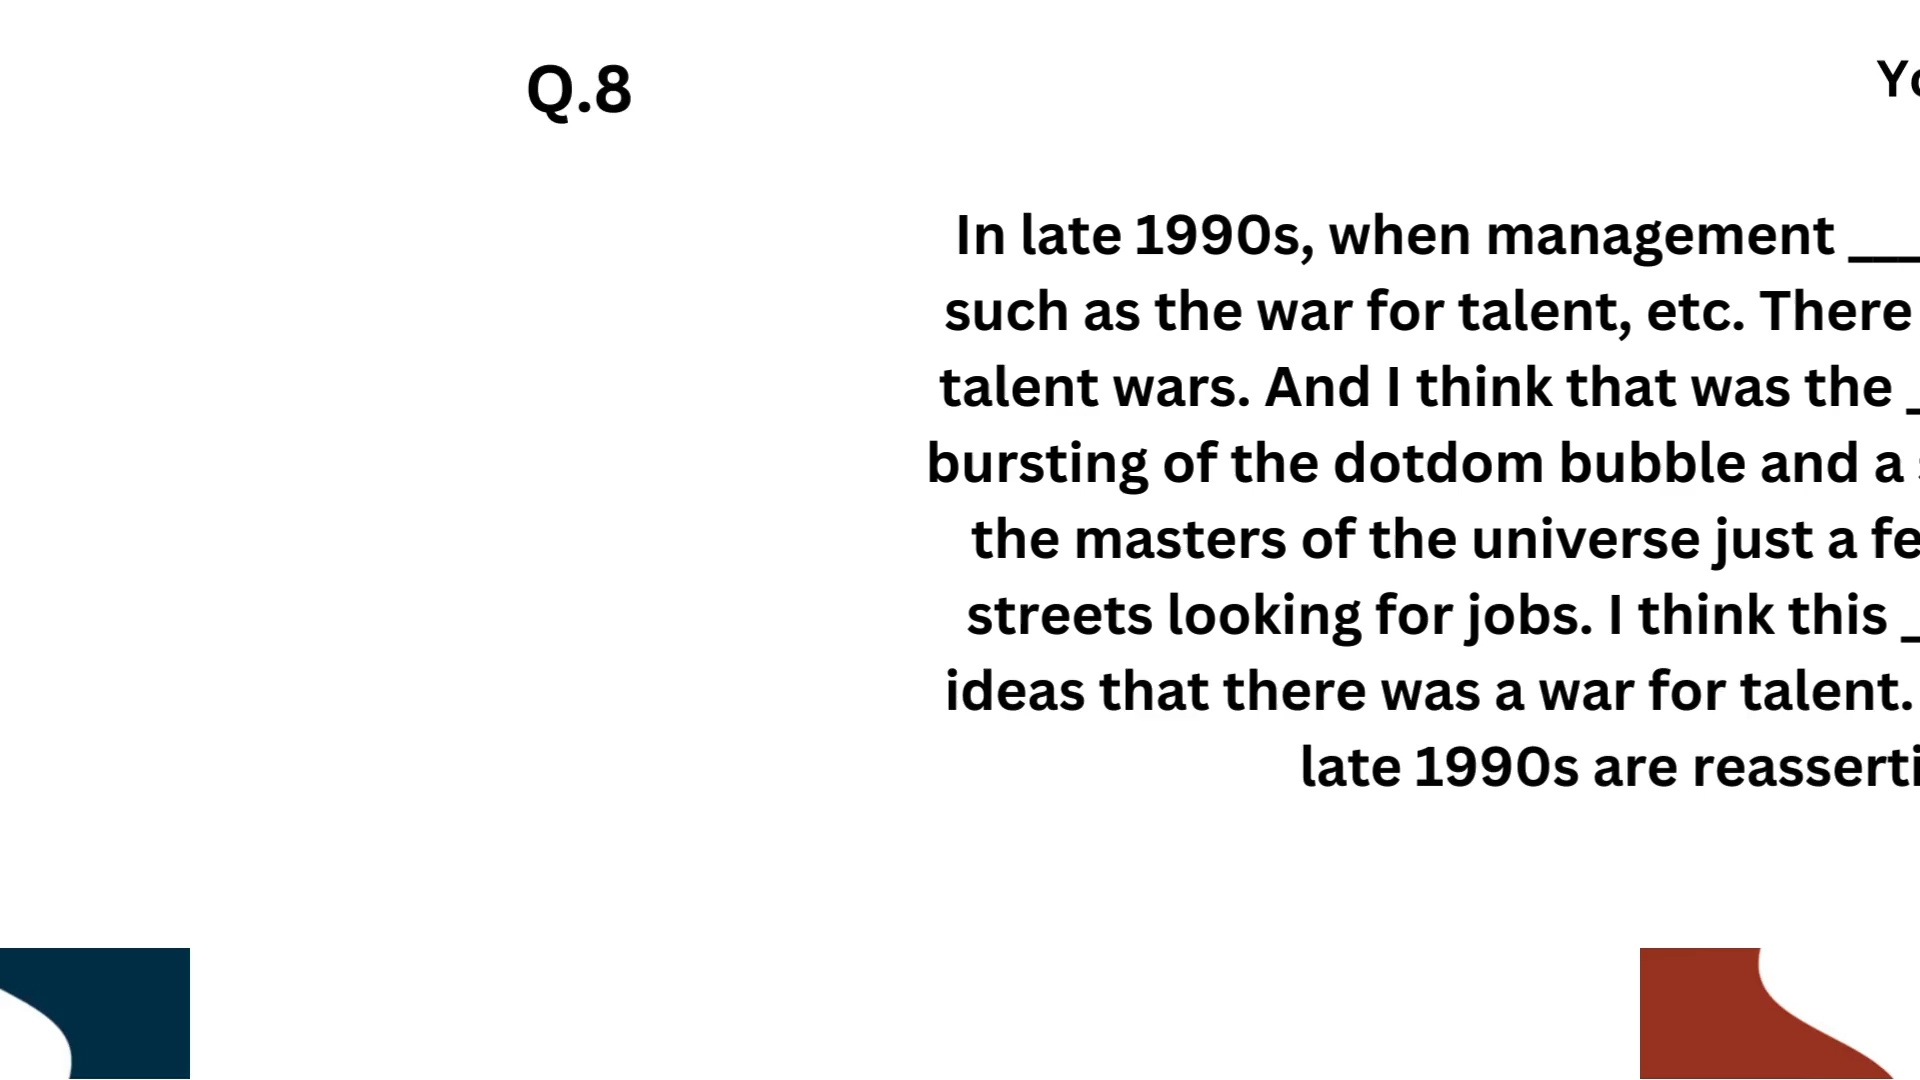 Q.8
In late 1990s, when management ___
such as the war for talent, etc. There
talent wars. And I think that was the _
bursting of the dotdom bubble and a
the masters of the universe just a fe
streets looking for jobs. I think this _
ideas that there was a war for talent.
late 1990s are reasserti